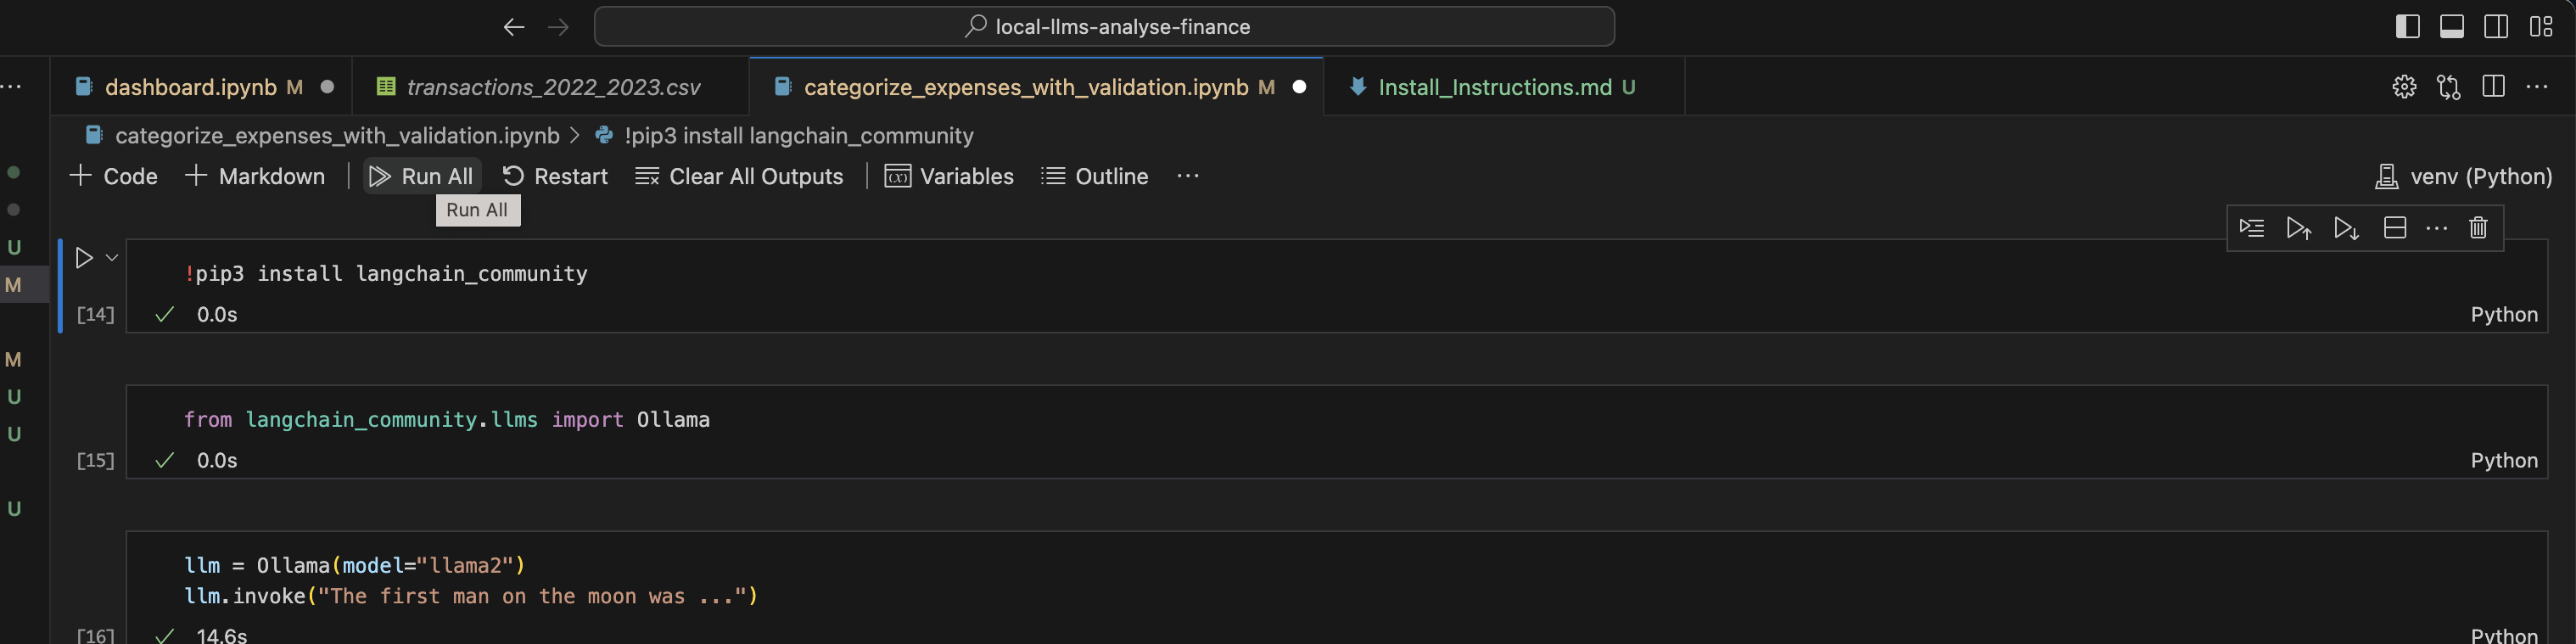 local-llms-analyse-finance
dashboard.ipynb M
transactions_2022_2023.csv
categorize_expenses_with_validation.ipynb M
Install_Instructions.md U
categorize_expenses_with_validation.ipynb > !pip3 install langchain_community
+ Code + Markdown | Run All Restart Clear All Outputs | (x) Variables Outline ...
venv (Python)
Run All
U
M
M
U
U
U
!pip3 install langchain_community
[14] ✓ 0.0s Python
from langchain_community.llms import Ollama
[15] ✓ 0.0s Python
llm = Ollama(model="llama2")
llm.invoke("The first man on the moon was ...")
[16] ✓ 14.6s Python